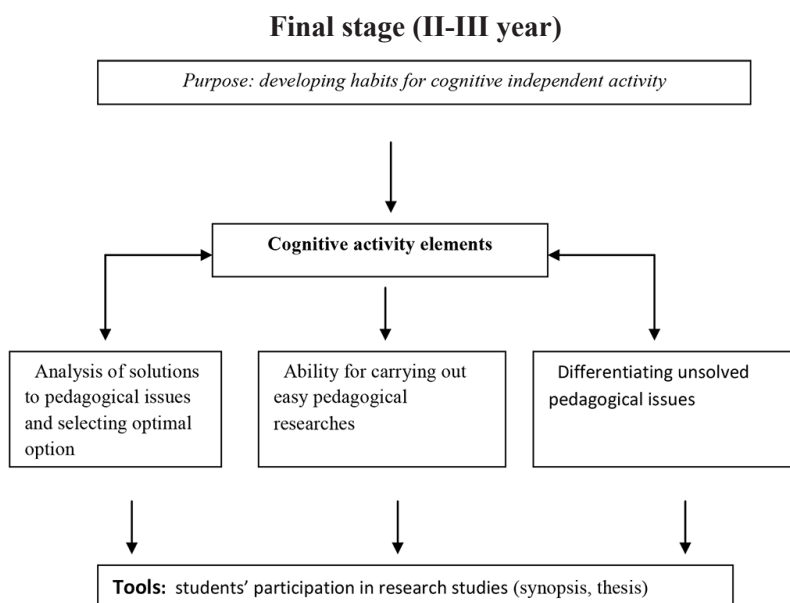 Final stage (II-III year)
Purpose: developing habits for cognitive independent activity
Cognitive activity elements
Analysis of solutions
to pedagogical issues
and selecting optimal
option
Ability for carrying out
easy pedagogical
researches
Differentiating unsolved
pedagogical issues
Tools: students’ participation in research studies (synopsis, thesis)